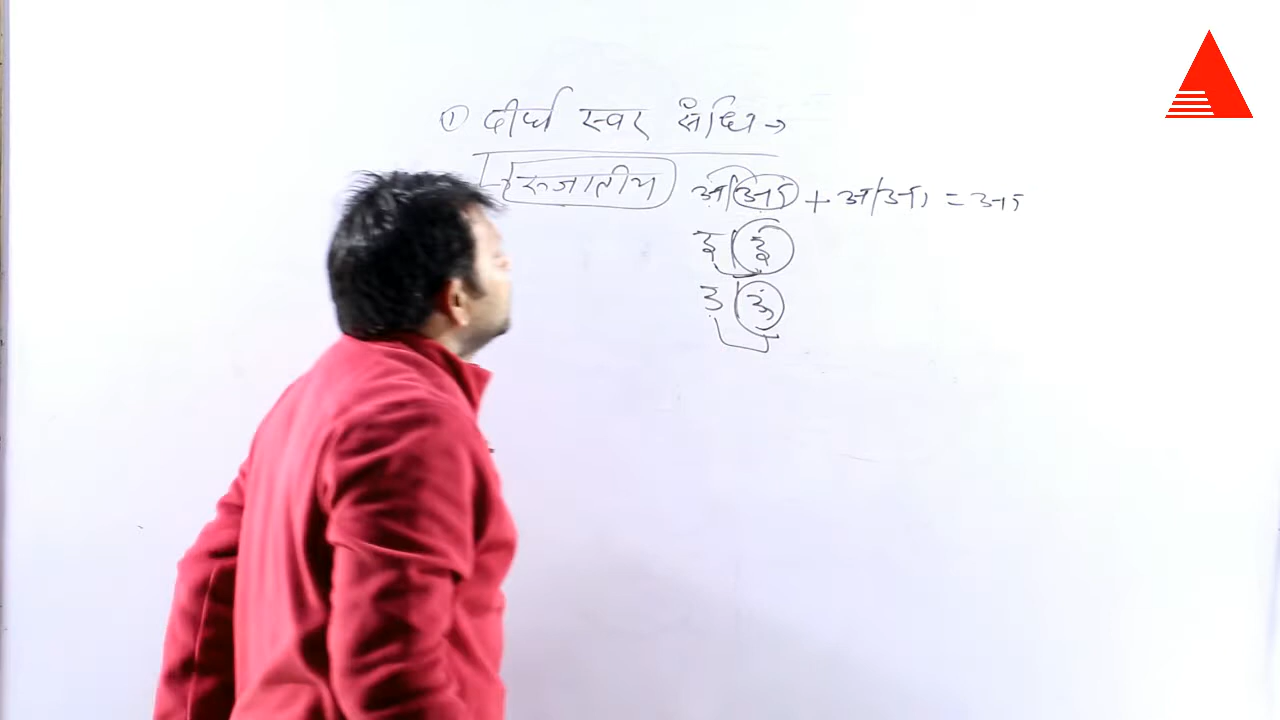 ① दीर्घ स्वर संधि →
सजातीय अ/आ + अ/आ = आ
इ/ई
उ/ऊ